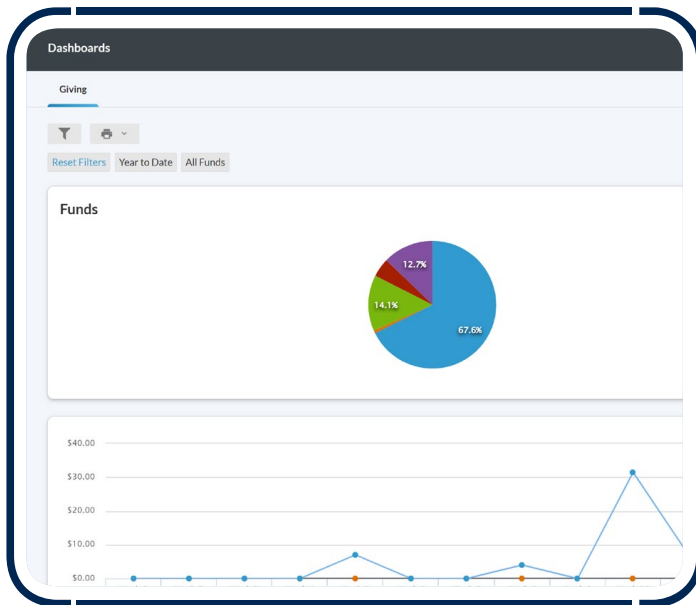 Dashboards
Giving
Reset Filters Year to Date All Funds
Funds
12.7%
14.1%
67.6%
$40.00
$30.00
$20.00
$10.00
$0.00